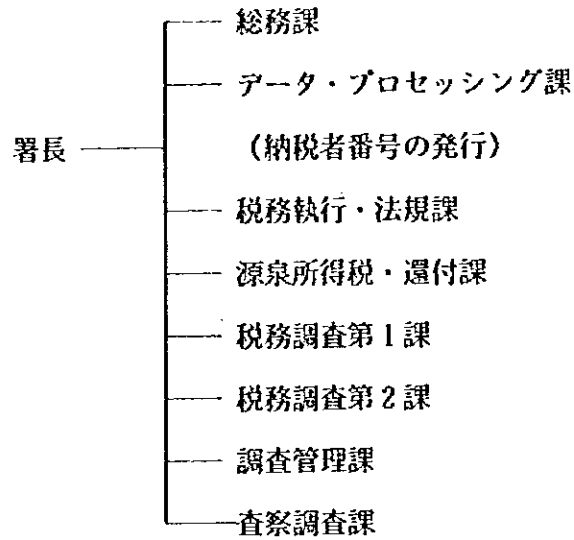 総務課
データ・プロセッシング課
署長
（納税者番号の発行）
税務執行・法規課
源泉所得税・還付課
税務調査第1課
税務調査第2課
調査管理課
査察調査課